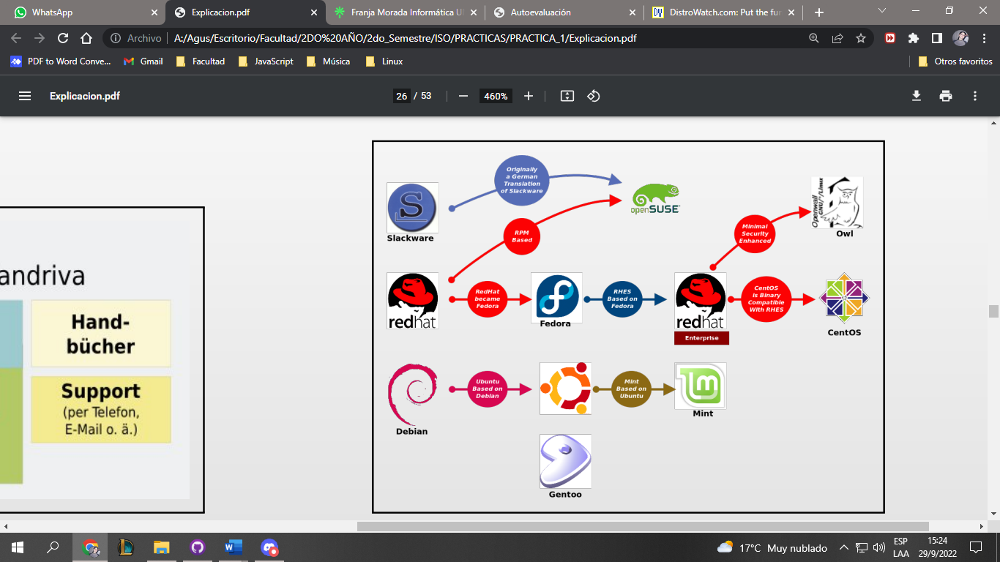 WhatsApp
Explicacion.pdf
Franja Morada Informática U
Autoevaluación
DistroWatch.com: Put the fur
Archivo
A:/Agus/Escritorio/Facultad/2DO%20AÑO/2do_Semestre/ISO/PRACTICAS/PRACTICA_1/Explicacion.pdf
PDF to Word Conve...
Gmail
Facultad
JavaScript
Música
Linux
Otros favoritos
Explicacion.pdf
26 / 53
460%
andriva
Hand-
bücher
Support
(per Telefon,
E-Mail o. ä.)
Originally
a German
Translation
of Slackware
S
Slackware
openSUSE
RPM
Based
Minimal
Security
Enhanced
Openwall
GNU/*/Linux
Owl
redhat
RedHat
became
Fedora
Fedora
RHES
Based on
Fedora
redhat
Enterprise
CentOS
is Binary
Compatible
With RHES
CentOS
Debian
Ubuntu
Based on
Debian
Mint
Based on
Ubuntu
Mint
Gentoo
17°C Muy nublado
ESP
LAA
15:24
29/9/2022